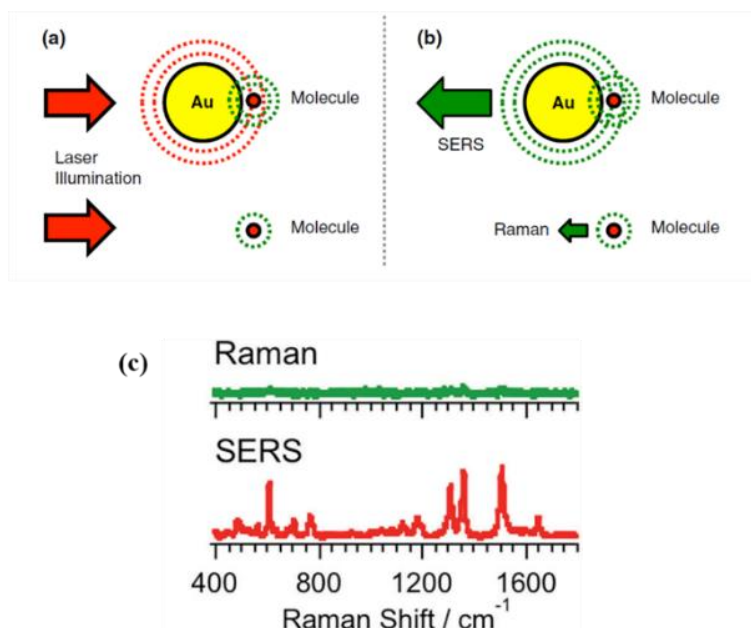 (a)
Au
Molecule
Laser
Illumination
Molecule
(b)
Au
Molecule
SERS
Raman
Molecule
(c)
Raman
SERS
400 800 1200 1600
Raman Shift / cm⁻¹